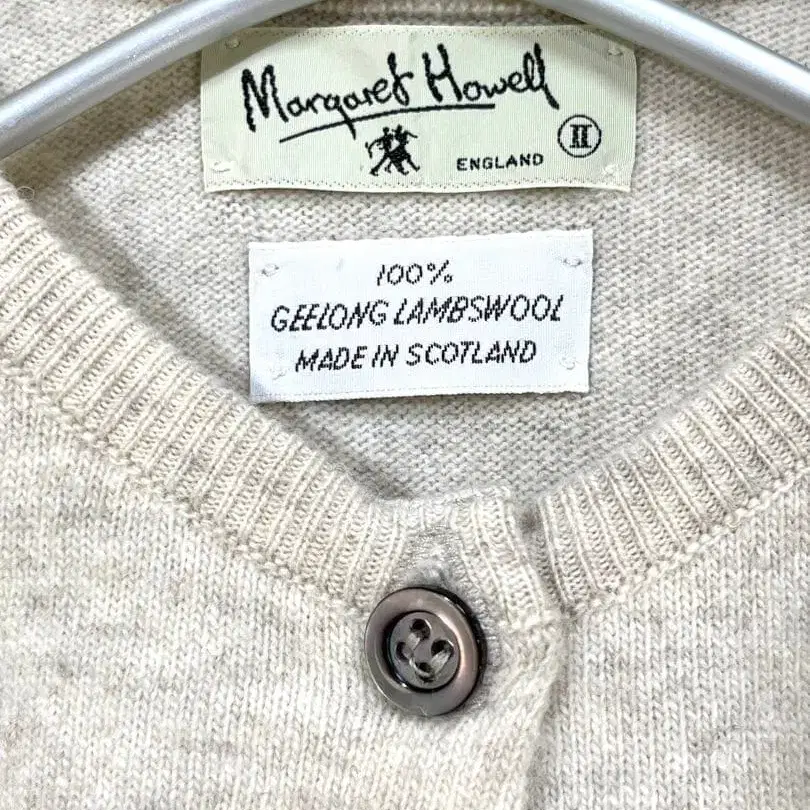 Margaret Howell
ENGLAND II
100%
GEELONG LAMBSWOOL
MADE IN SCOTLAND